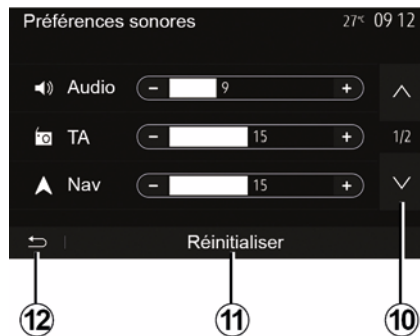 Préférences sonores 27°C 09 12
Audio - 9 +
TA - 15 + 1/2
Nav - 15 +
Réinitialiser
12 11 10